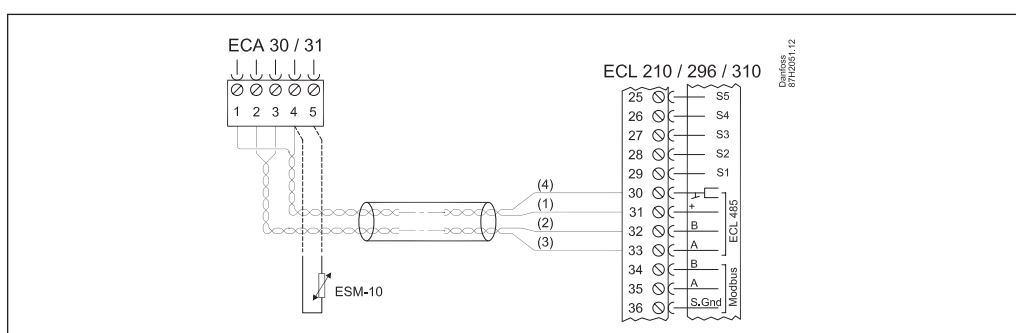 ECA 30 / 31
1 2 3 4 5
ESM-10
(4)
(1)
(2)
(3)
Danfoss
87H2051.12
ECL 210 / 296 / 310
25 S5
26 S4
27 S3
28 S2
29 S1
30
31 +
32 B
33 A
ECL 485
34 B
35 A
36 S.Gnd
Modbus